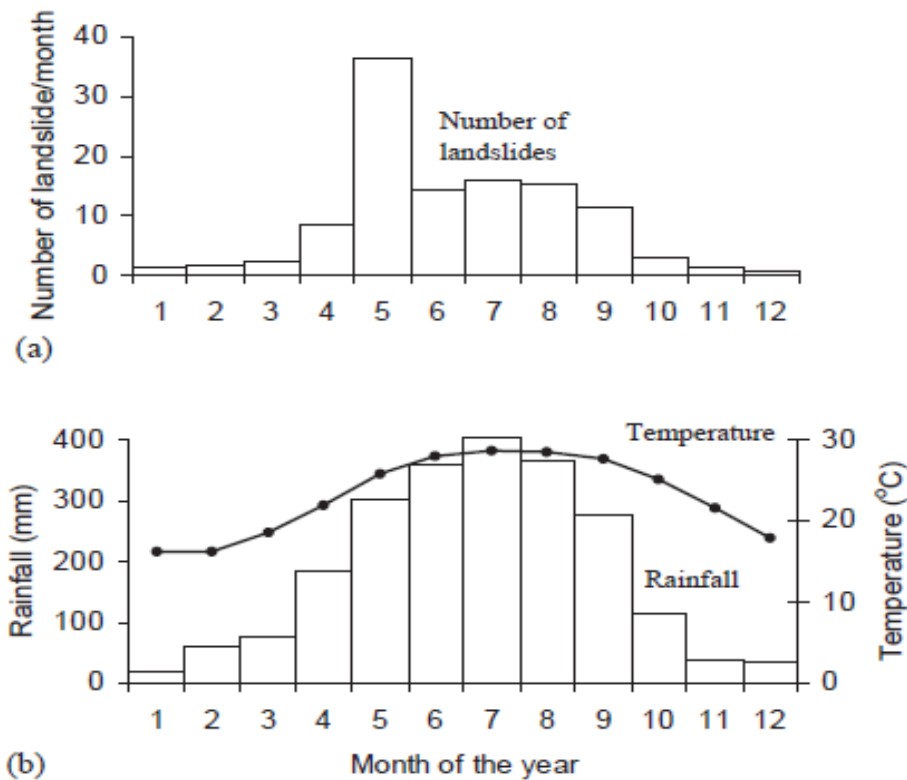 Number of landslide/month
40
30
20
10
0
Number of
landslides
1 2 3 4 5 6 7 8 9 10 11 12
(a)
Rainfall (mm)
400
300
200
100
0
Temperature
Rainfall
30
20
10
0
Temperature (°C)
1 2 3 4 5 6 7 8 9 10 11 12
(b)
Month of the year